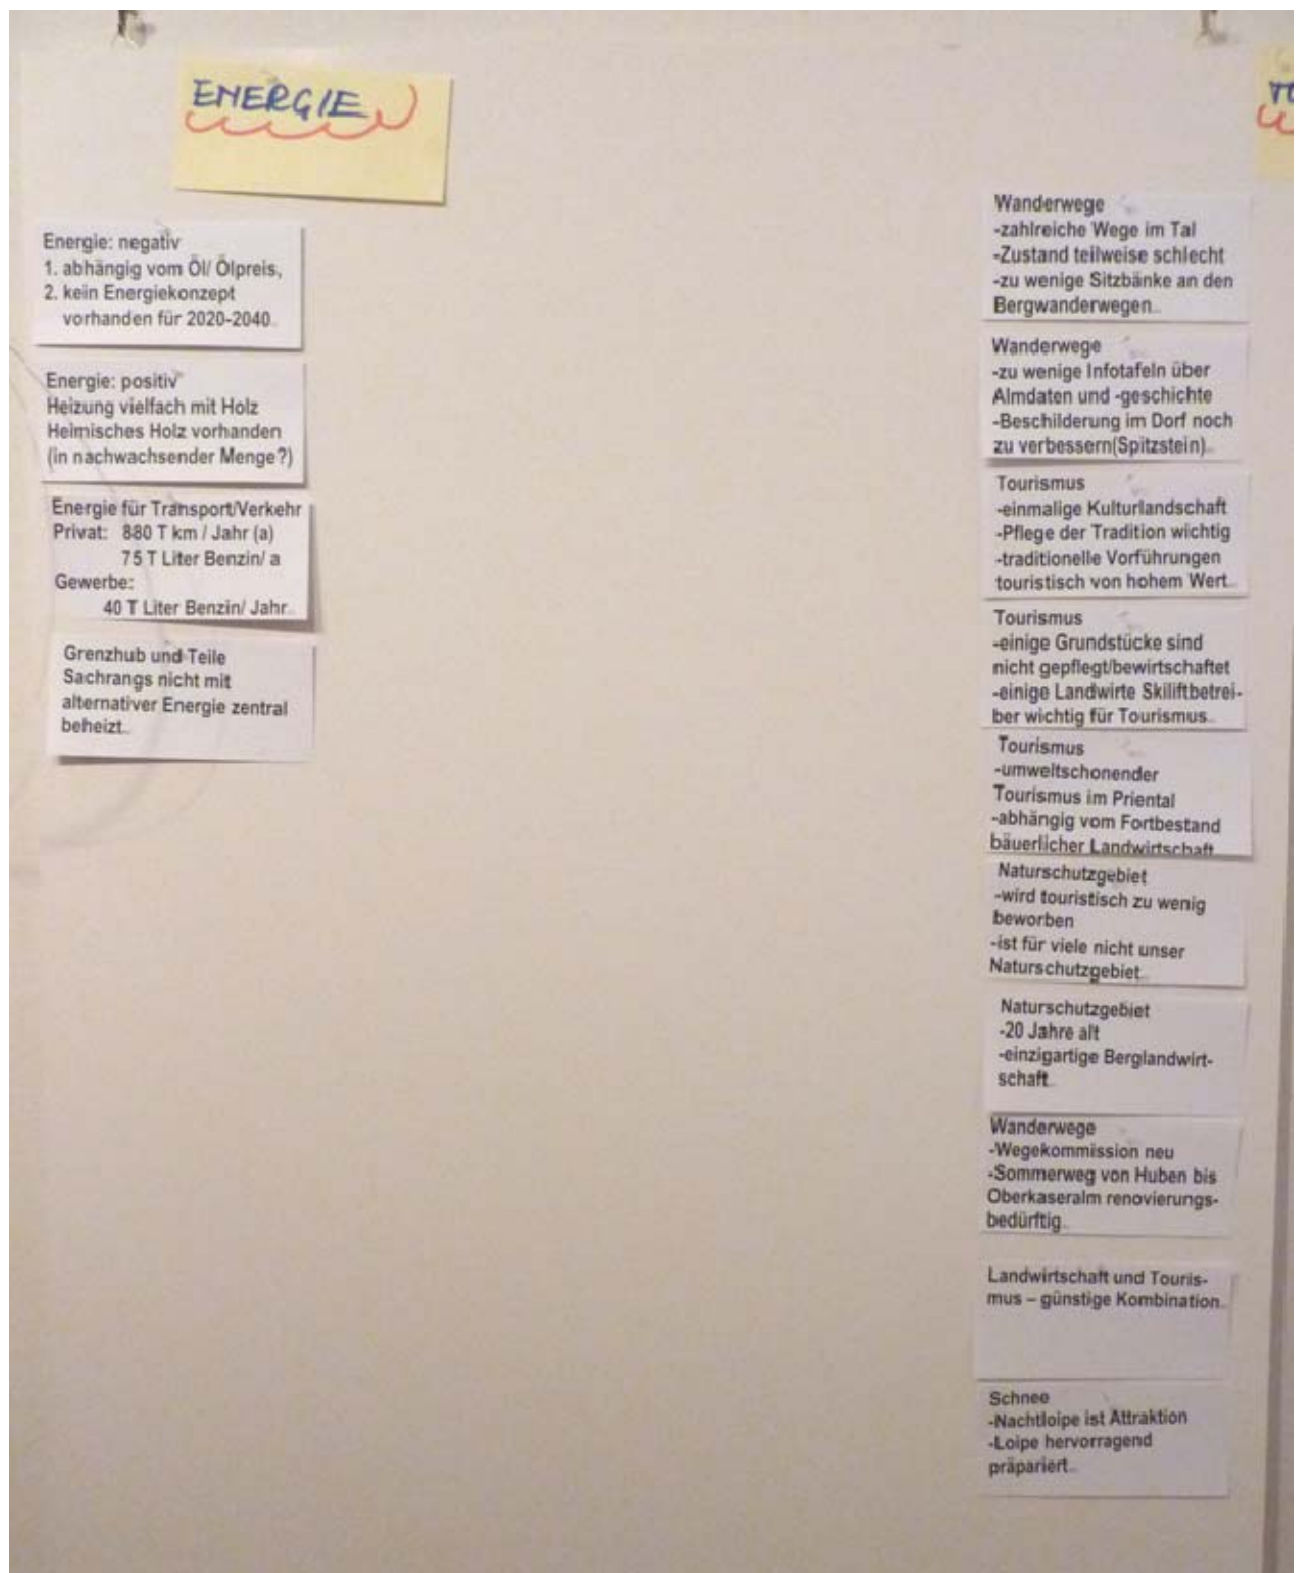 ENERGIE
Energie: negativ
1. abhängig vom Öl/ Ölpreis,
2. kein Energiekonzept
vorhanden für 2020-2040
Energie: positiv
Heizung vielfach mit Holz
Heimisches Holz vorhanden
(in nachwachsender Menge?)
Energie für Transport/Verkehr
Privat: 880 T km / Jahr (a)
75 T Liter Benzin/ a
Gewerbe:
40 T Liter Benzin/ Jahr
Grenzhub und Teile
Sachrangs nicht mit
alternativer Energie zentral
beheizt
Wanderwege
-zahlreiche Wege im Tal
-Zustand teilweise schlecht
-zu wenige Sitzbänke an den
Bergwanderwegen
Wanderwege
-zu wenige Infotafeln über
Almdaten und -geschichte
-Beschilderung im Dorf noch
zu verbessern(Spitzstein)
Tourismus
-einmalige Kulturlandschaft
-Pflege der Tradition wichtig
-traditionelle Vorführungen
touristisch von hohem Wert
Tourismus
-einige Grundstücke sind
nicht gepflegt/bewirtschaftet
-einige Landwirte Skiliftbetrei-
ber wichtig für Tourismus
Tourismus
-umweltschonender
Tourismus im Priental
-abhängig vom Fortbestand
bäuerlicher Landwirtschaft
Naturschutzgebiet
-wird touristisch zu wenig
beworben
-ist für viele nicht unser
Naturschutzgebiet
Naturschutzgebiet
-20 Jahre alt
-einzigartige Berglandwirt-
schaft
Wanderwege
-Wegekommission neu
-Sommerweg von Huben bis
Oberkaseralm renovierungs-
bedürftig
Landwirtschaft und Touris-
mus – günstige Kombination
Schnee
-Nachtloipe ist Attraktion
-Loipe hervorragend
präpariert